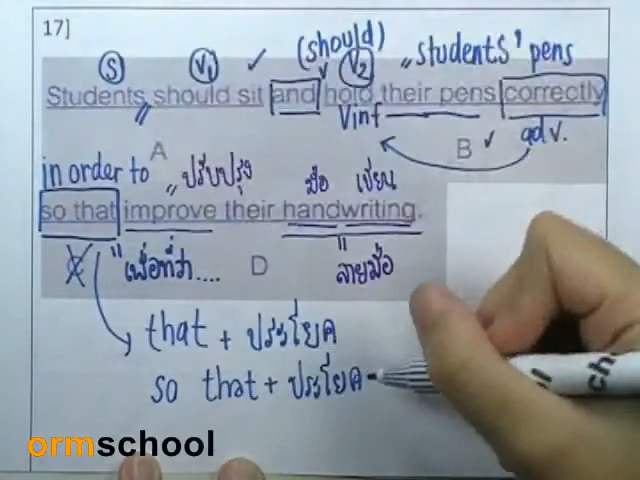 17]
(should) "students' pens
S V1 ✓ V2
Students should sit and hold their pens correctly
Vinf adv.
A B ✓
in order to "ปรับปรุง มือ เขียน
so that improve their handwriting.
"เพื่อที่ว่า.... D "ลายมือ
that + ประโยค
so that + ประโยค
ormschool